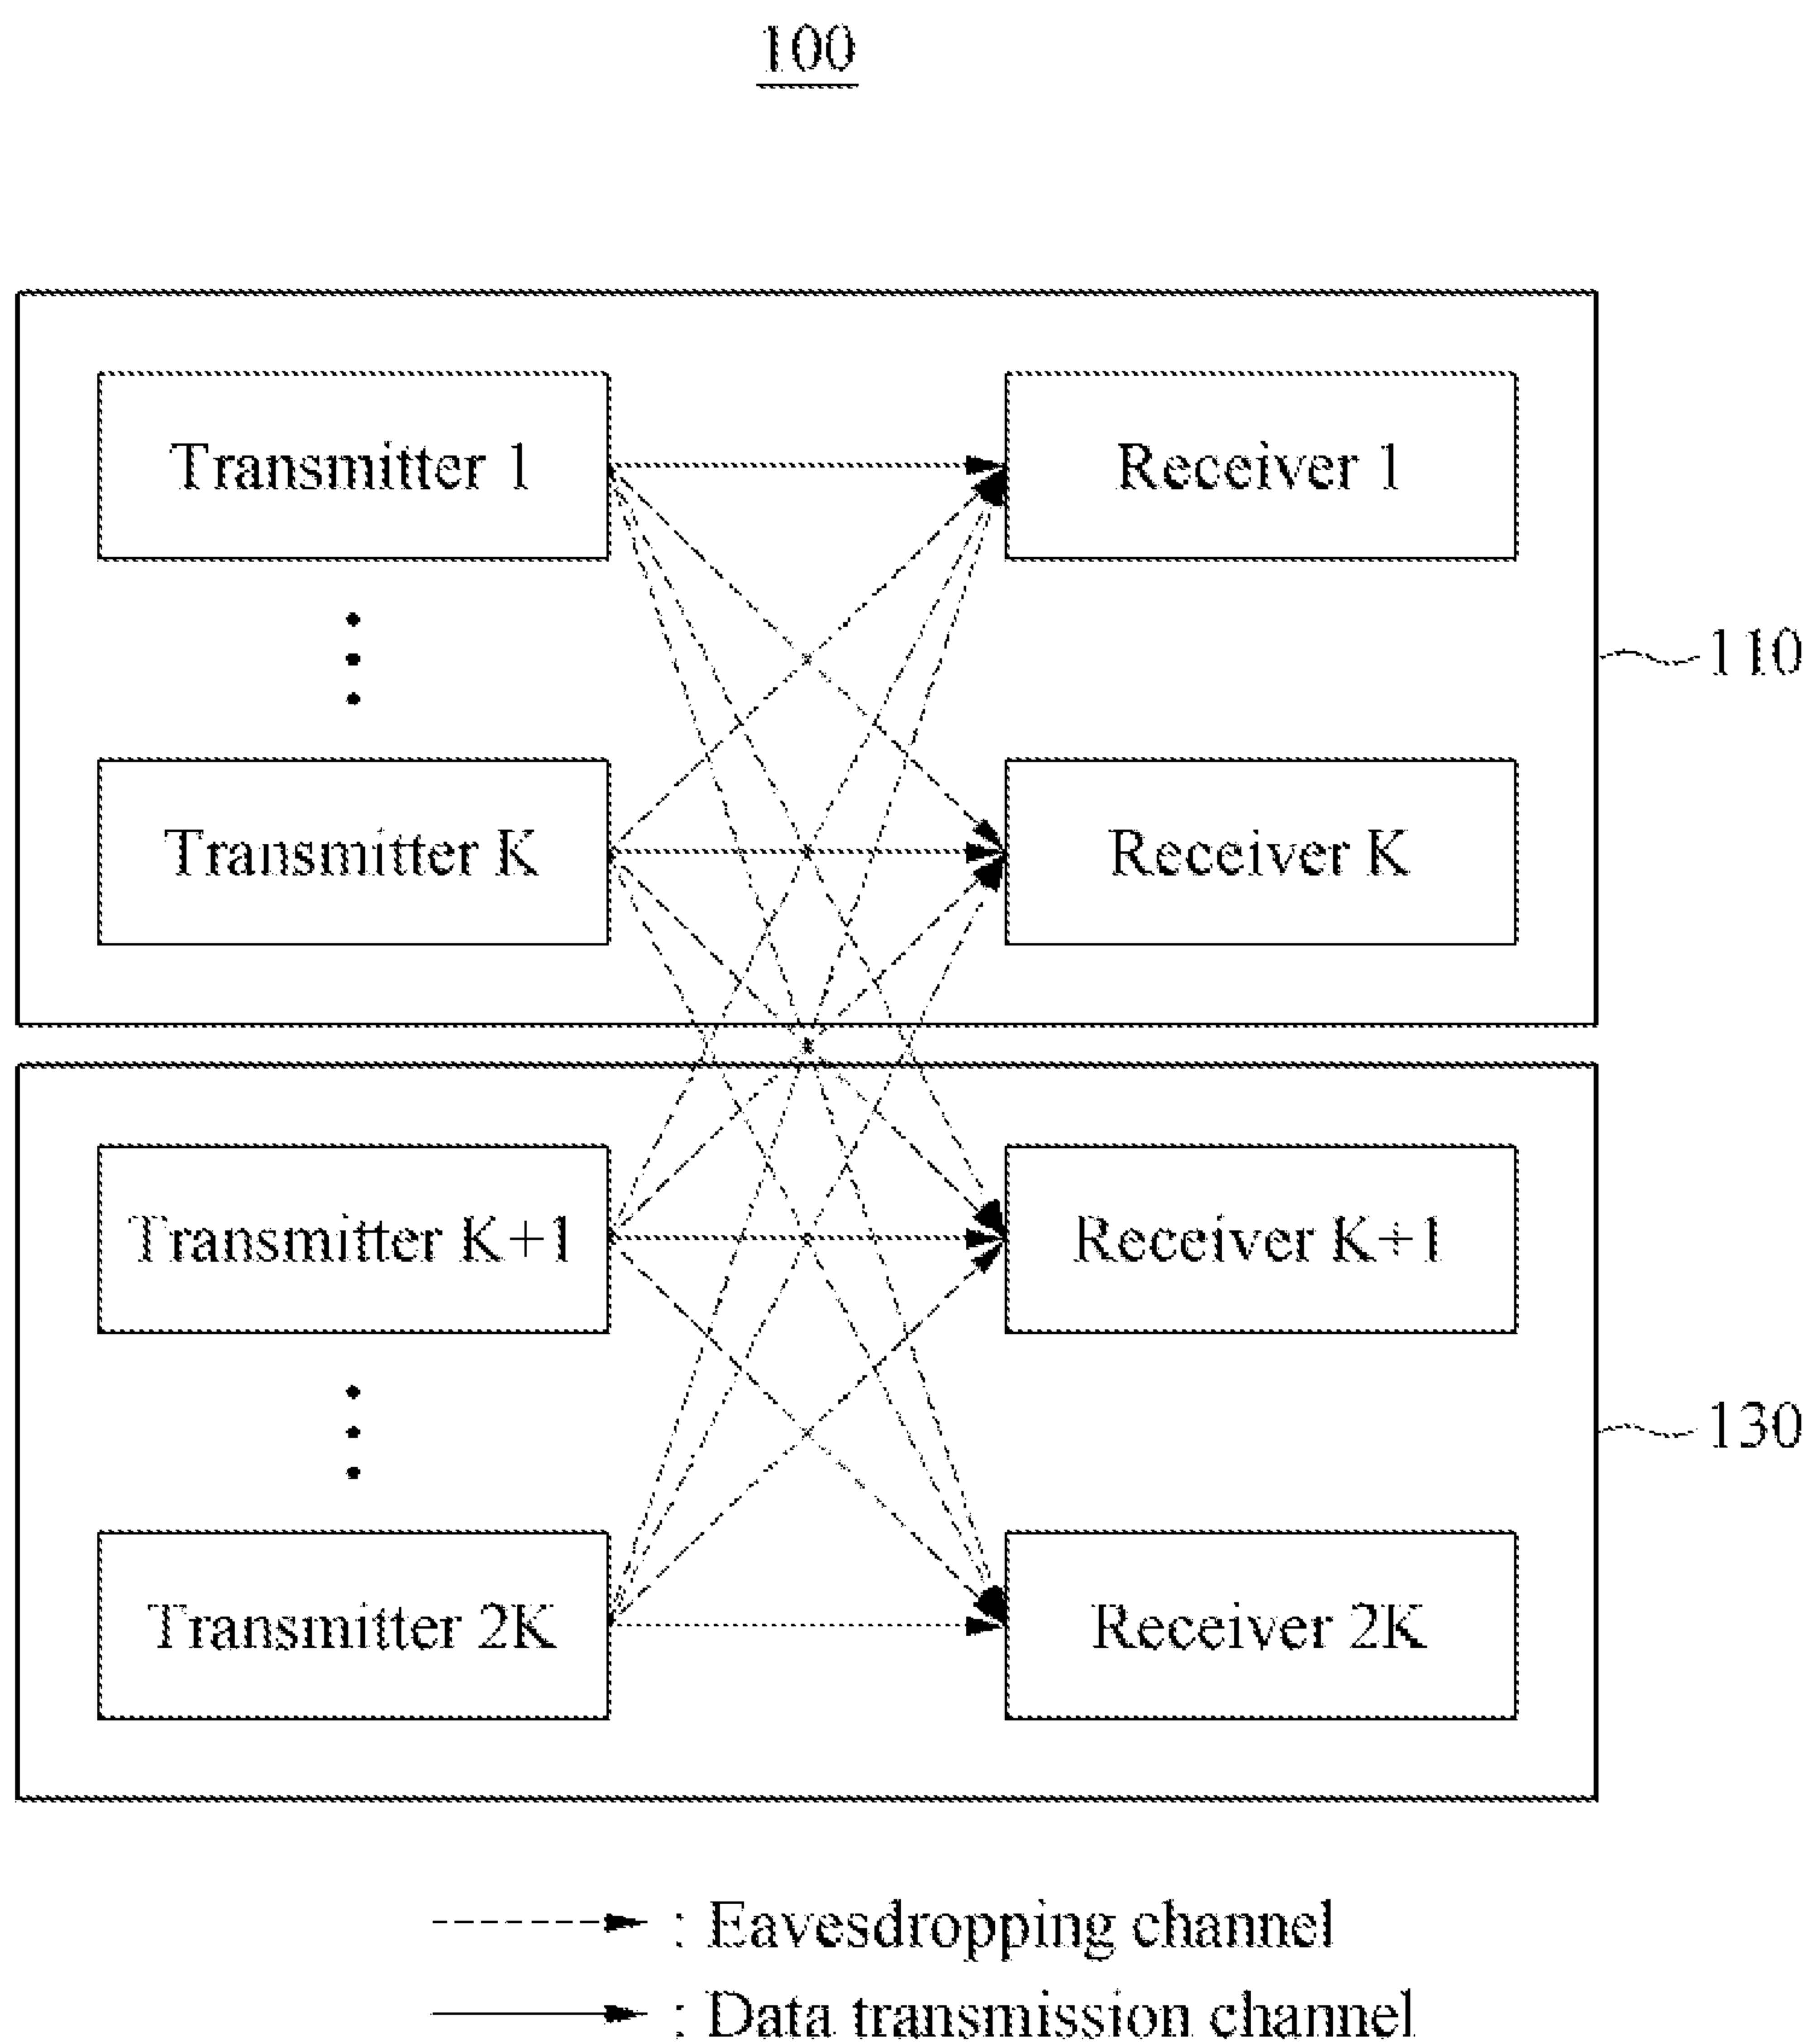 100
Transmitter 1 Receiver 1
110
Transmitter K Receiver K
Transmitter K+1 Receiver K+1
130
Transmitter 2K Receiver 2K
: Eavesdropping channel
: Data transmission channel